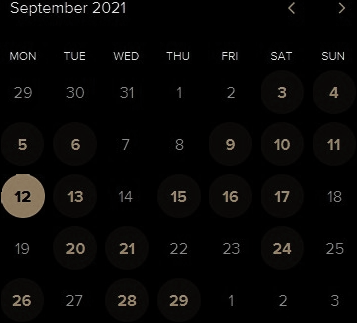 September 2021
MON TUE WED THU FRI SAT SUN
29 30 31 1 2 3 4
5 6 7 8 9 10 11
12 13 14 15 16 17 18
19 20 21 22 23 24 25
26 27 28 29 1 2 3